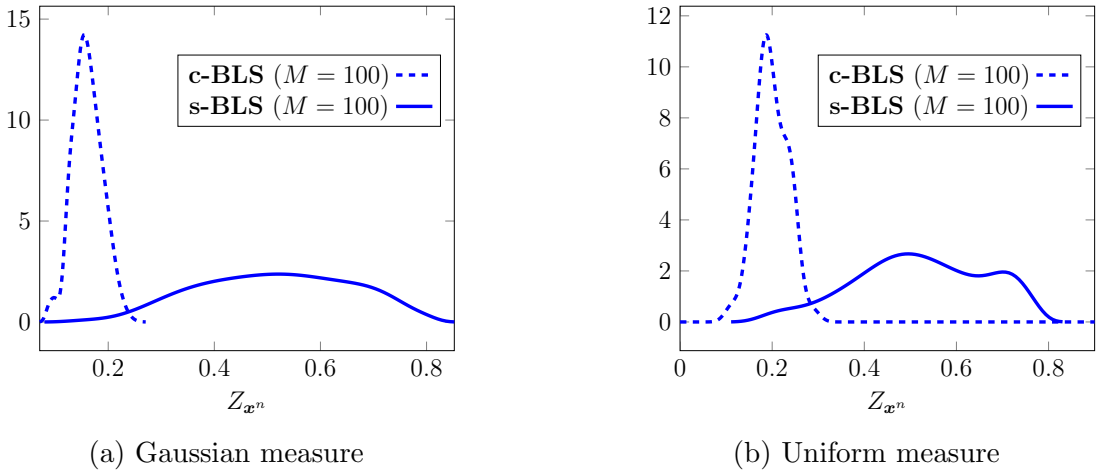 15
10
5
0
0.2 0.4 0.6 0.8
c-BLS (M = 100)
s-BLS (M = 100)
Z_{x^n}
(a) Gaussian measure
12
10
8
6
4
2
0
0 0.2 0.4 0.6 0.8
c-BLS (M = 100)
s-BLS (M = 100)
Z_{x^n}
(b) Uniform measure